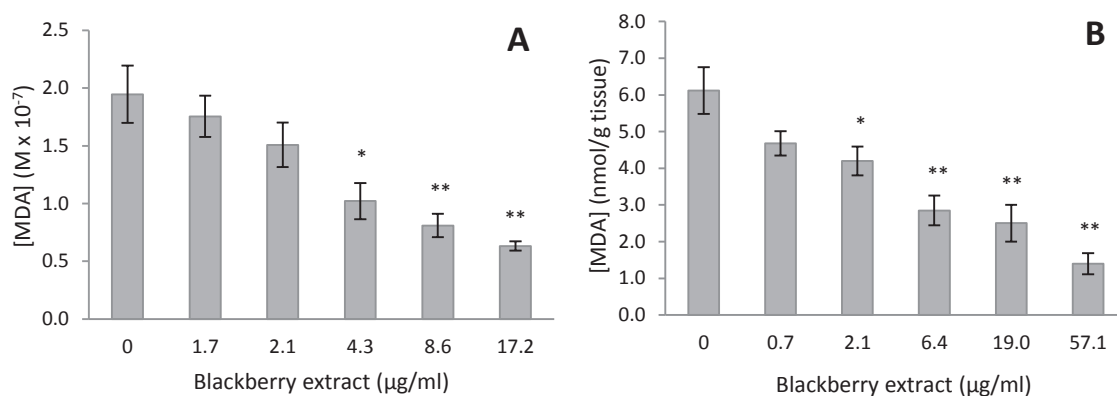 A
[MDA] (M x 10⁻⁷)
2.5
2.0
1.5
1.0
0.5
0.0
*
**
**
0 1.7 2.1 4.3 8.6 17.2
Blackberry extract (µg/ml)
B
[MDA] (nmol/g tissue)
8.0
7.0
6.0
5.0
4.0
3.0
2.0
1.0
0.0
*
**
**
**
0 0.7 2.1 6.4 19.0 57.1
Blackberry extract (µg/ml)